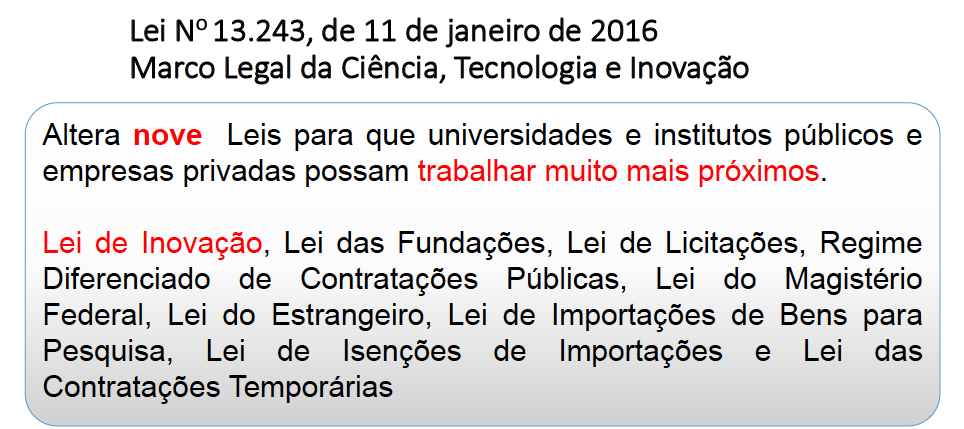 Lei Nº 13.243, de 11 de janeiro de 2016
Marco Legal da Ciência, Tecnologia e Inovação
Altera nove Leis para que universidades e institutos públicos e
empresas privadas possam trabalhar muito mais próximos.
Lei de Inovação, Lei das Fundações, Lei de Licitações, Regime
Diferenciado de Contratações Públicas, Lei do Magistério
Federal, Lei do Estrangeiro, Lei de Importações de Bens para
Pesquisa, Lei de Isenções de Importações e Lei das
Contratações Temporárias